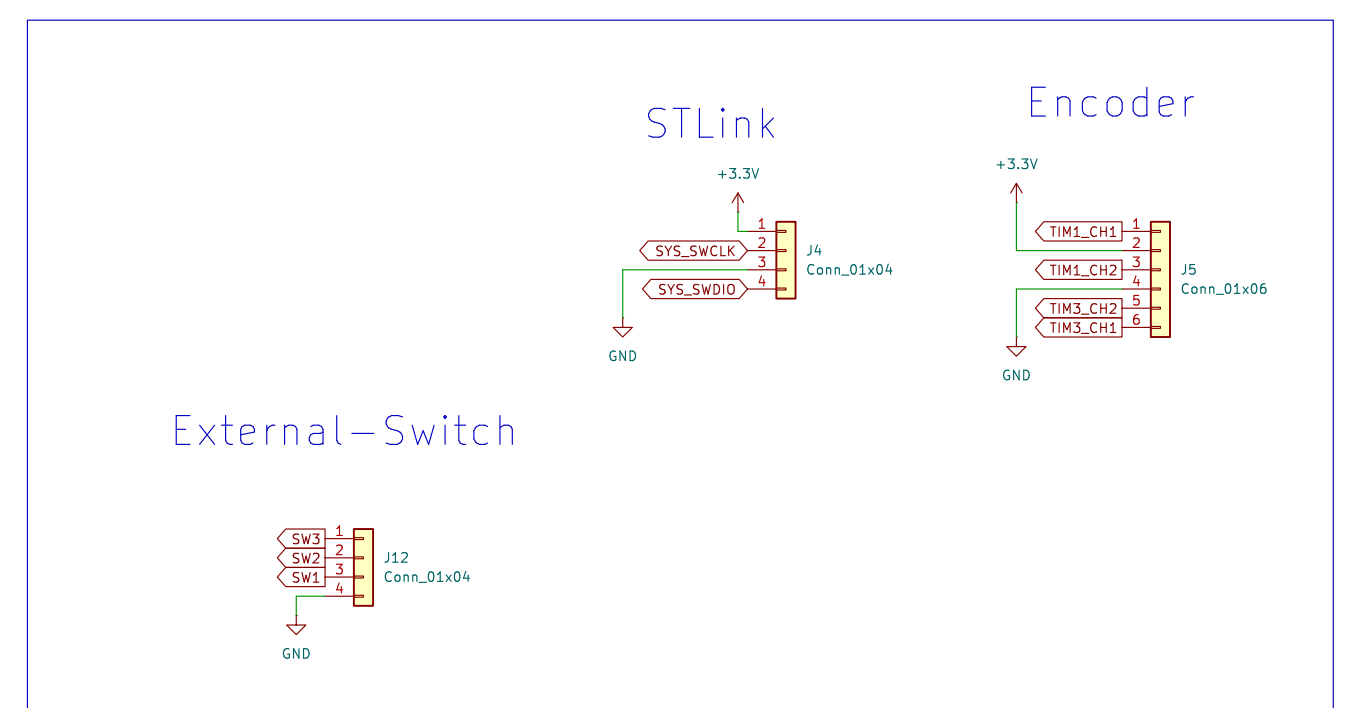 Encoder
STLink
+3.3V
+3.3V
1
SYS_SWCLK
2
3
SYS_SWDIO
4
J4
Conn_01x04
GND
TIM1_CH1
1
2
TIM1_CH2
3
4
TIM3_CH2
5
TIM3_CH1
6
J5
Conn_01x06
GND
External-Switch
SW3
1
SW2
2
SW1
3
4
J12
Conn_01x04
GND